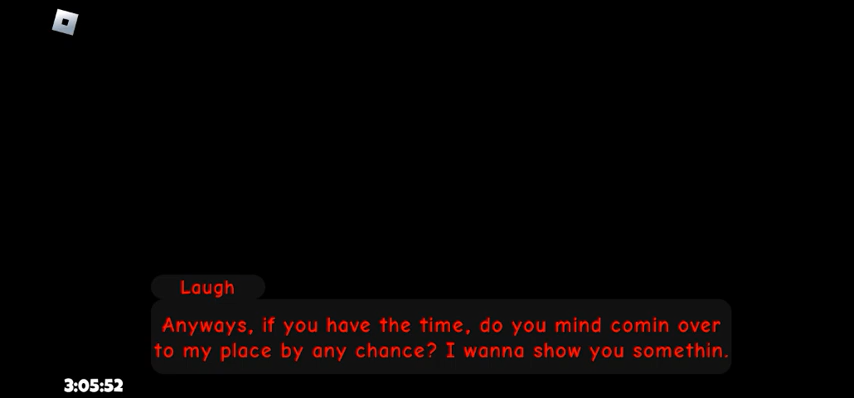 Laugh
Anyways, if you have the time, do you mind comin over
to my place by any chance? I wanna show you somethin.
3:05:52